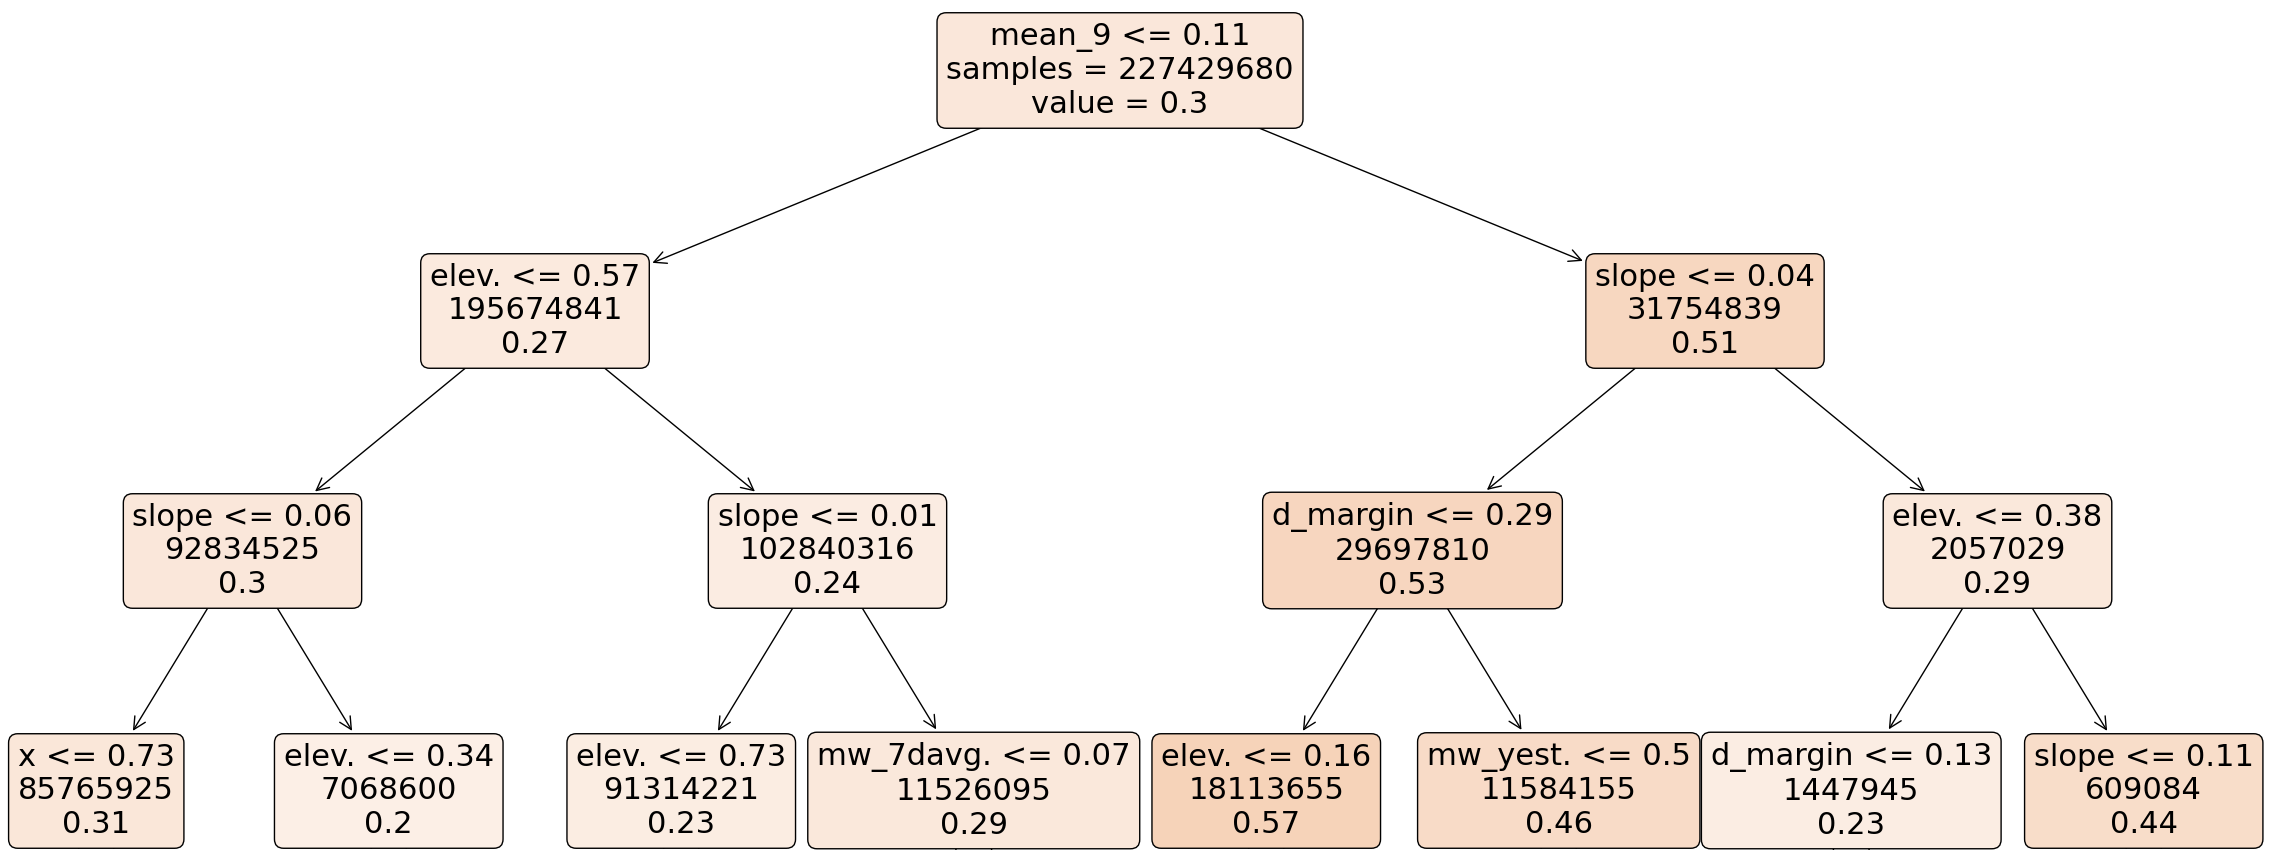 mean_9 <= 0.11
samples = 227429680
value = 0.3
elev. <= 0.57
195674841
0.27
slope <= 0.04
31754839
0.51
slope <= 0.06
92834525
0.3
slope <= 0.01
102840316
0.24
d_margin <= 0.29
29697810
0.53
elev. <= 0.38
2057029
0.29
x <= 0.73
85765925
0.31
elev. <= 0.34
7068600
0.2
elev. <= 0.73
91314221
0.23
mw_7davg. <= 0.07
11526095
0.29
elev. <= 0.16
18113655
0.57
mw_yest. <= 0.5
11584155
0.46
d_margin <= 0.13
1447945
0.23
slope <= 0.11
609084
0.44